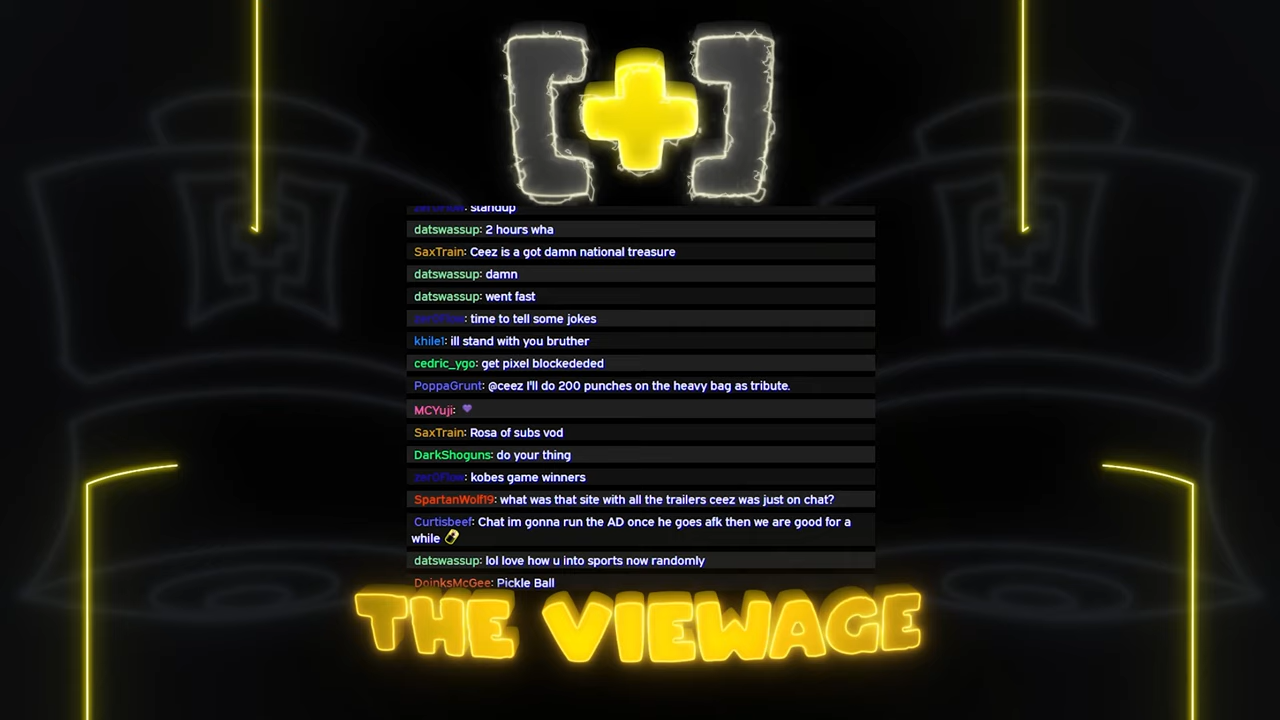 zer0Flow: standup
datswassup: 2 hours wha
SaxTrain: Ceez is a got damn national treasure
datswassup: damn
datswassup: went fast
zer0Flow: time to tell some jokes
khile1: ill stand with you bruther
cedric_ygo: get pixel blockededed
PoppaGrunt: @ceez I'll do 200 punches on the heavy bag as tribute.
MCYuji: 💜
SaxTrain: Rosa of subs vod
DarkShoguns: do your thing
zer0Flow: kobes game winners
SpartanWolf19: what was that site with all the trailers ceez was just on chat?
Curtisbeef: Chat im gonna run the AD once he goes afk then we are good for a
while
datswassup: lol love how u into sports now randomly
DoinksMcGee: Pickle Ball
THE VIEWAGE